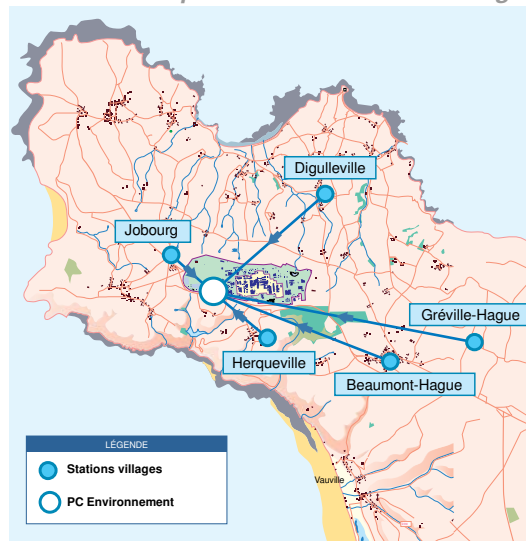 Digulleville
Jobourg
Gréville-Hague
Herqueville
Beaumont-Hague
LÉGENDE
Stations villages
PC Environnement
Vauville